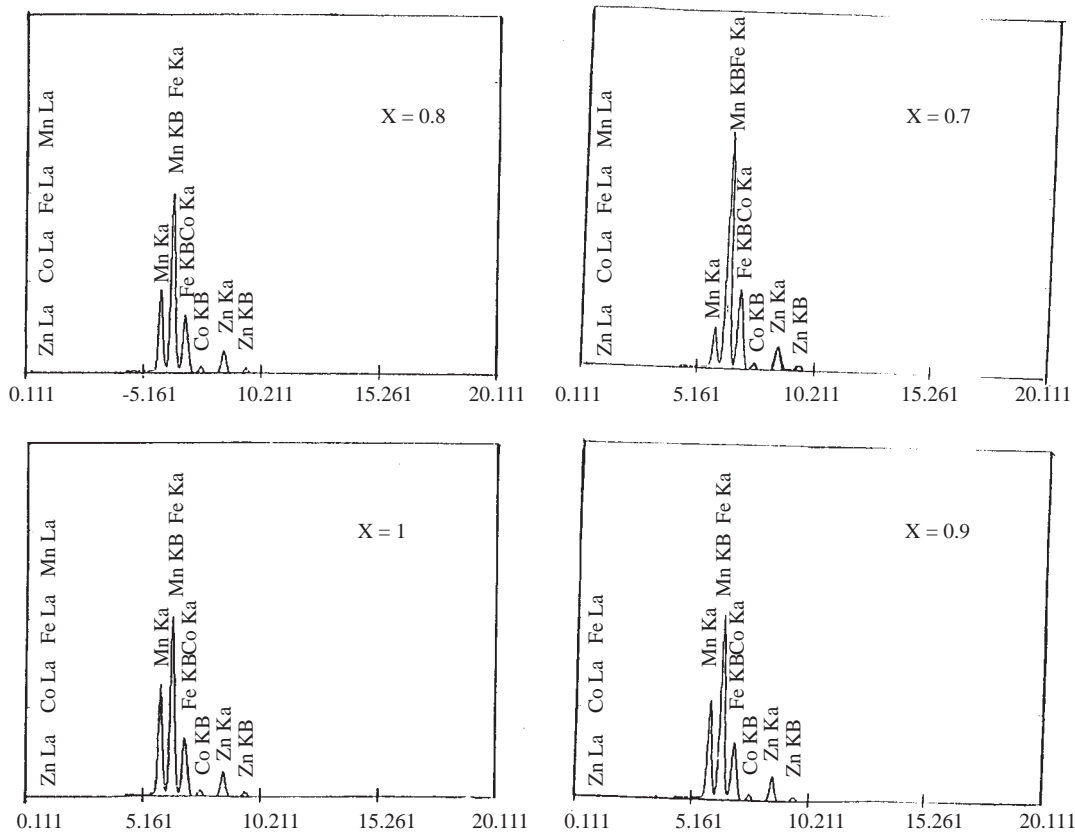 Zn La Co La Fe La Mn La
Mn Ka
Mn KB Fe Ka
Fe KBCo Ka
Co KB
Zn Ka
Zn KB
X = 0.8
0.111 -5.161 10.211 15.261 20.111
Zn La Co La Fe La Mn La
Mn Ka
Mn KBFe Ka
Fe KBCo Ka
Co KB
Zn Ka
Zn KB
X = 0.7
0.111 5.161 10.211 15.261 20.111
Zn La Co La Fe La Mn La
Mn Ka
Mn KB Fe Ka
Fe KBCo Ka
Co KB
Zn Ka
Zn KB
X = 1
0.111 5.161 10.211 15.261 20.111
Zn La Co La Fe La
Mn Ka
Mn KB Fe Ka
Fe KBCo Ka
Co KB
Zn Ka
Zn KB
X = 0.9
0.111 5.161 10.211 15.261 20.111